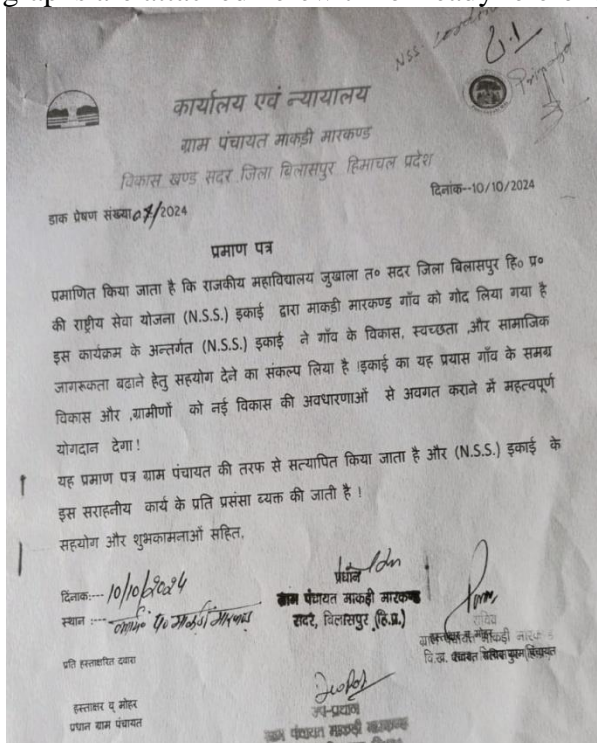 NSS
कार्यालय एवं न्यायालय
ग्राम पंचायत माकड़ी मारकण्ड
विकास खण्ड सदर जिला बिलासपुर हिमाचल प्रदेश
दिनांक--10/10/2024
डाक प्रेषण संख्या 07/2024
प्रमाण पत्र
प्रमाणित किया जाता है कि राजकीय महाविधालय जुखाला त० सदर जिला बिलासपुर हि० प्र०
की राष्ट्रीय सेवा योजना (N.S.S.) इकाई द्वारा माकडी मारकण्ड गाँव को गोद लिया गया है
इस कार्यक्रम के अन्तर्गत (N.S.S.) इकाई ने गाँव के विकास, स्वच्छता ,और सामाजिक
जागरूकता बढाने हेतु सहयोग देने का संकल्प लिया है !इकाई का यह प्रयास गाँव के समग्र
विकास और ,ग्रामीणों को नई विकास की अवधारणाओं से अवगत कराने में महत्वपूर्ण
योगदान देगा !
यह प्रमाण पत्र ग्राम पंचायत की तरफ से सत्यापित किया जाता है और (N.S.S.) इकाई के
इस सराहनीय कार्य के प्रति प्रसंसा व्यक्त की जाती है !
सहयोग और शुभकामनाओं सहित,
दिनांक:--- 10/10/2024
स्थान :----
प्रधान
ग्राम पंचायत माकड़ी मारकण्ड
सदर, बिलासपुर (हि.प्र.)
प्रति हस्ताक्षरित दवारा
हस्ताक्षर व् मोहर
प्रधान ग्राम पंचायत
उप-प्रधान
ग्राम पंचायत माकड़ी मारकण्ड